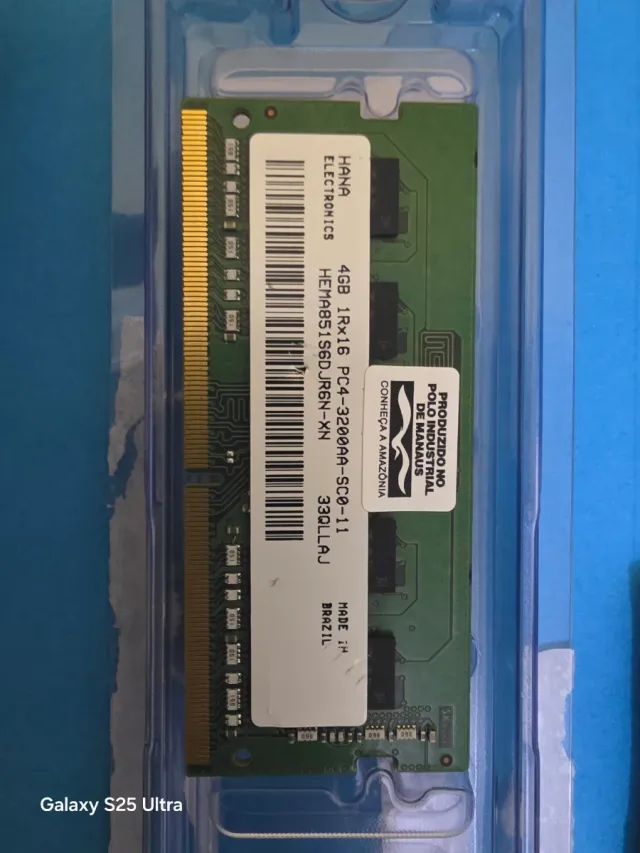 HANA
ELECTRONICS
4GB 1Rx16 PC4-3200AA-SC0-11
HEMA851S6DJR6N-XN
33QLLAJ
MADE IN
BRAZIL
PRODUZIDO NO
POLO INDUSTRIAL
DE MANAUS
CONHEÇA A AMAZÔNIA
Galaxy S25 Ultra